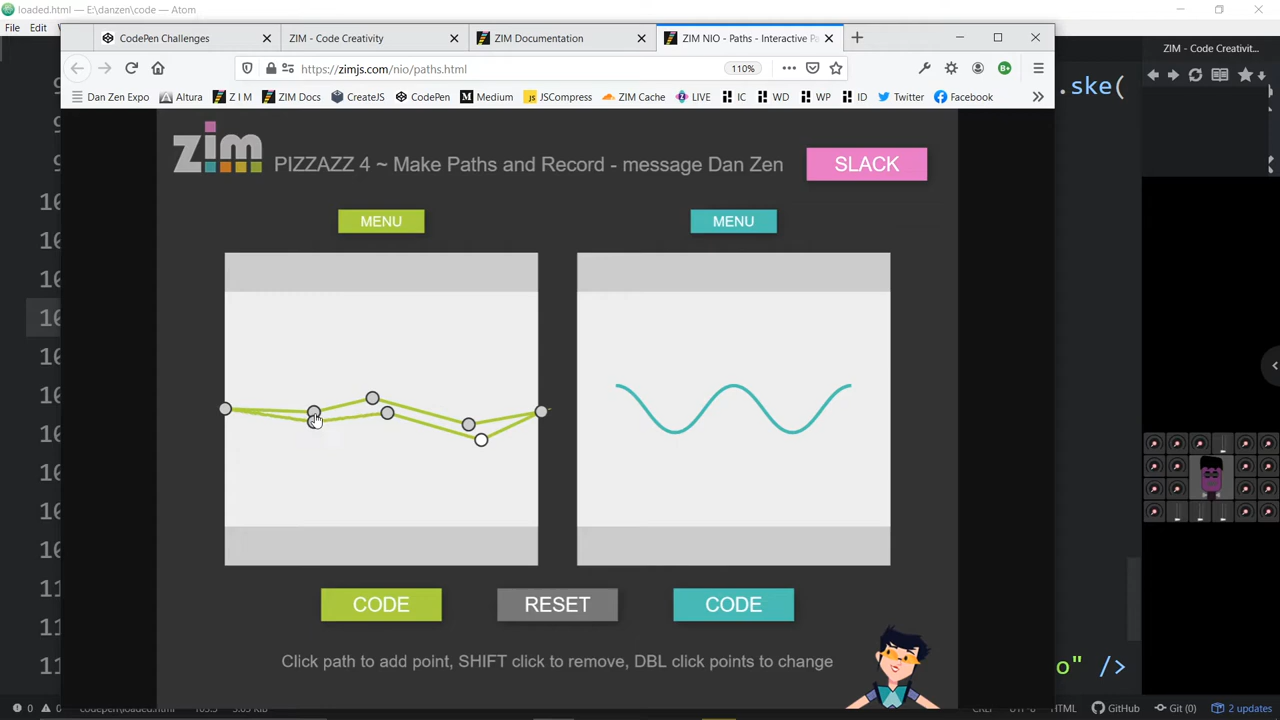 loaded.html — E:\danzen\code — Atom
File Edit
CodePen Challenges
ZIM - Code Creativity
ZIM Documentation
ZIM NIO - Paths - Interactive Pa
ZIM - Code Creativit...
https://zimjs.com/nio/paths.html
110%
Dan Zen Expo
Altura
Z I M
ZIM Docs
CreateJS
CodePen
Medium
JSCompress
ZIM Cache
LIVE
IC
WD
WP
ID
Twitter
Facebook
.ske(
zim
PIZZAZZ 4 ~ Make Paths and Record - message Dan Zen
SLACK
MENU
MENU
CODE
RESET
CODE
Click path to add point, SHIFT click to remove, DBL click points to change
o" />
HTML
GitHub
Git (0)
2 updates